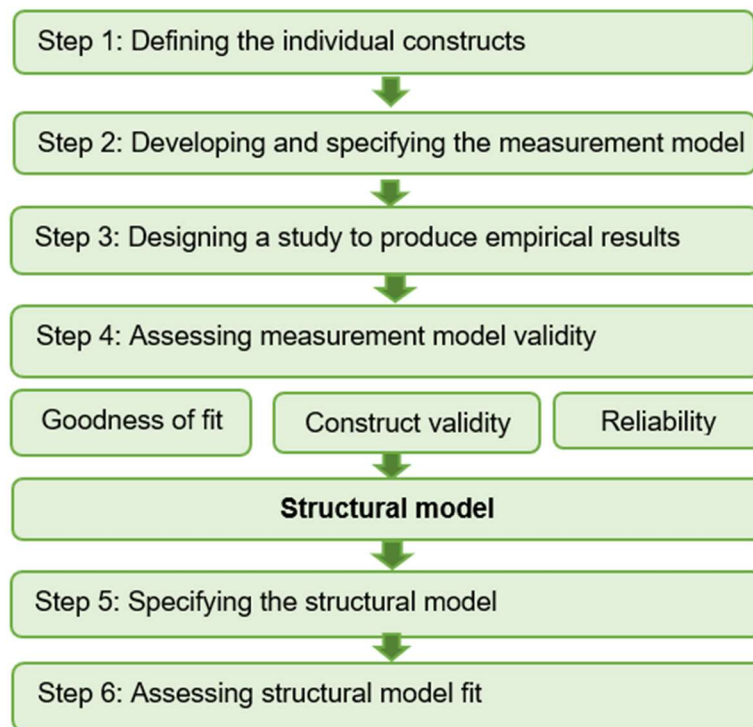 Step 1: Defining the individual constructs
Step 2: Developing and specifying the measurement model
Step 3: Designing a study to produce empirical results
Step 4: Assessing measurement model validity
Goodness of fit
Construct validity
Reliability
Structural model
Step 5: Specifying the structural model
Step 6: Assessing structural model fit